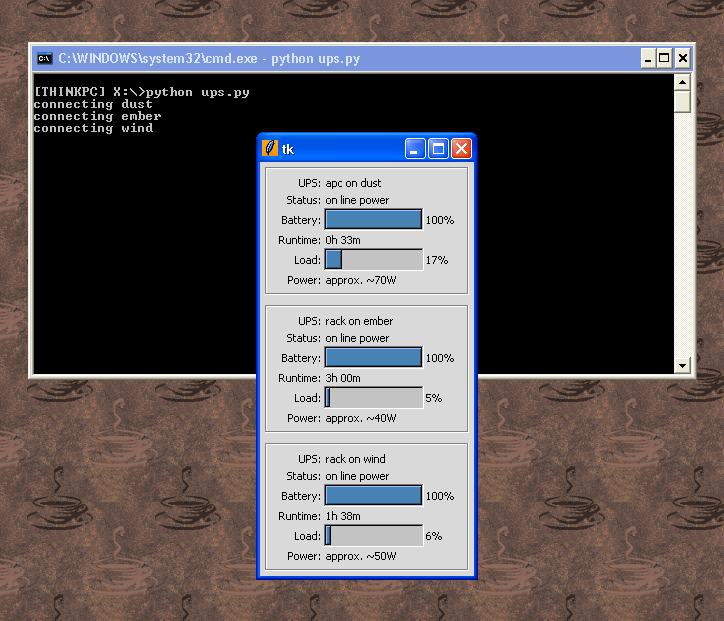 C:\WINDOWS\system32\cmd.exe - python ups.py
[THINKPC] X:\>python ups.py
connecting dust
connecting ember
connecting wind
tk
UPS: apc on dust
Status: on line power
Battery: 100%
Runtime: 0h 33m
Load: 17%
Power: approx. ~70W
UPS: rack on ember
Status: on line power
Battery: 100%
Runtime: 3h 00m
Load: 5%
Power: approx. ~40W
UPS: rack on wind
Status: on line power
Battery: 100%
Runtime: 1h 38m
Load: 6%
Power: approx. ~50W